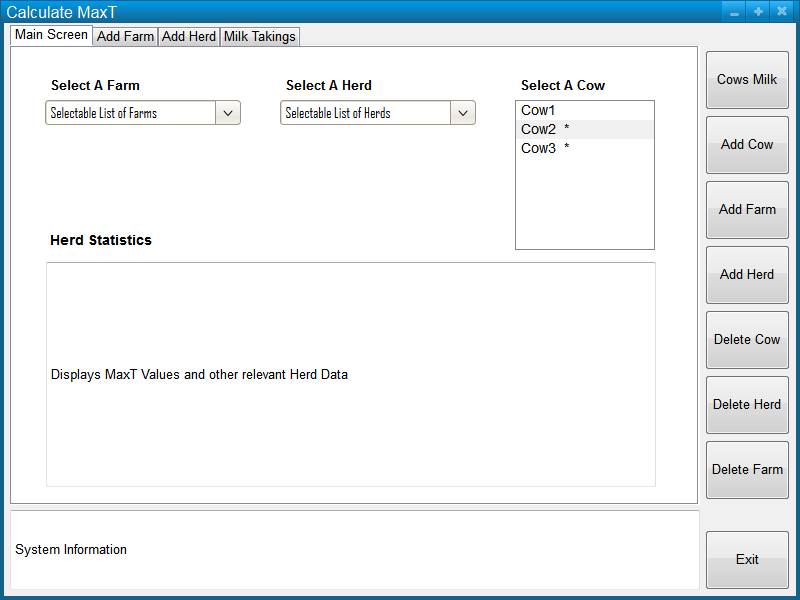 Calculate MaxT
Main Screen Add Farm Add Herd Milk Takings
Select A Farm Select A Herd Select A Cow
Selectable List of Farms Selectable List of Herds
Cow1
Cow2 *
Cow3 *
Herd Statistics
Displays MaxT Values and other relevant Herd Data
System Information
Cows Milk
Add Cow
Add Farm
Add Herd
Delete Cow
Delete Herd
Delete Farm
Exit